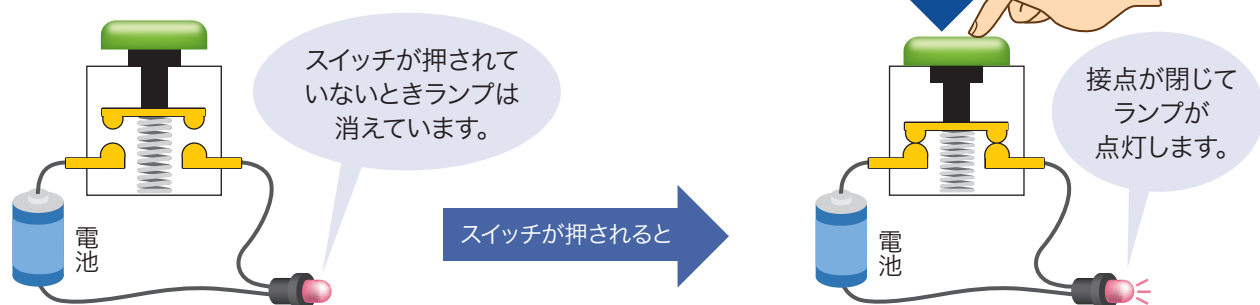 スイッチが押されて
いないときランプは
消えています。
電池
スイッチが押されると
接点が閉じて
ランプが
点灯します。
電池